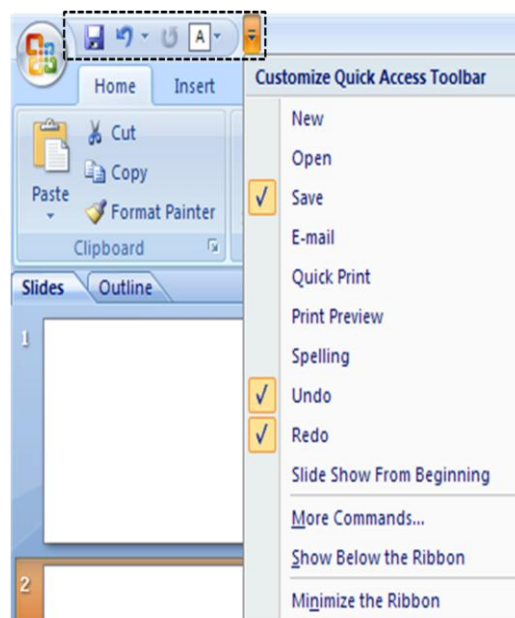 A
Home Insert
Customize Quick Access Toolbar
Cut
Copy
Paste
Format Painter
Clipboard
Slides Outline
1
2
New
Open
Save
E-mail
Quick Print
Print Preview
Spelling
Undo
Redo
Slide Show From Beginning
More Commands...
Show Below the Ribbon
Minimize the Ribbon